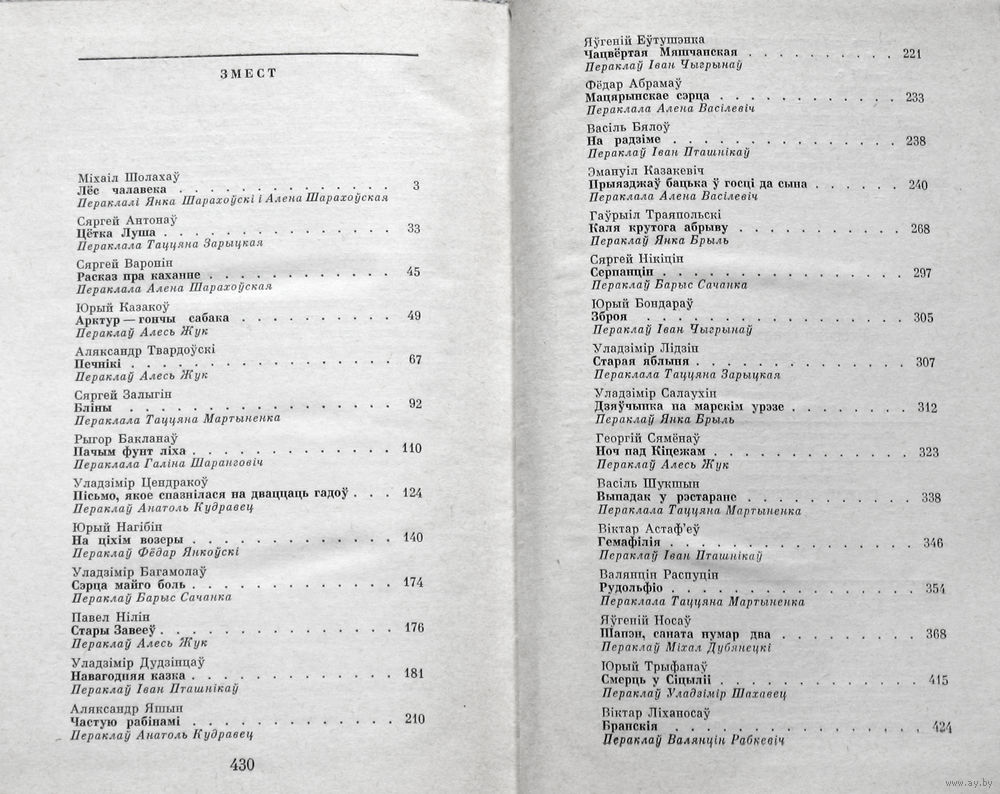 ЗМЕСТ
Міхаіл Шолахаў
Лёс чалавека . . . . . . . . . . . . . 3
Пераклалі Янка Шарахоўскі і Алена Шарахоўская
Сяргей Антонаў
Цётка Луша . . . . . . . . . . . . . 33
Пераклала Таццяна Зарыцкая
Сяргей Варонін
Расказ пра каханне . . . . . . . . . . . 45
Пераклала Алена Шарахоўская
Юрый Казакоў
Арктур — гончы сабака . . . . . . . . . . 49
Пераклаў Алесь Жук
Аляксандр Твардоўскі
Печнікі . . . . . . . . . . . . . . . 67
Пераклаў Алесь Жук
Сяргей Залыгін
Бліны . . . . . . . . . . . . . . . 92
Пераклала Таццяна Мартыненка
Рыгор Бакланаў
Пачым фунт ліха . . . . . . . . . . . . 110
Пераклала Галіна Шаранговіч
Уладзімір Цендракоў
Пісьмо, якое спазнілася на дваццаць гадоў . . . 124
Пераклаў Анатоль Кудравец
Юрый Нагібін
На ціхім возеры . . . . . . . . . . . . 140
Пераклаў Фёдар Янкоўскі
Уладзімір Багамолаў
Сэрца майго боль . . . . . . . . . . . . 174
Пераклаў Барыс Сачанка
Павел Нілін
Стары Завееў . . . . . . . . . . . . . 176
Пераклаў Алесь Жук
Уладзімір Дудзінцаў
Навагодняя казка . . . . . . . . . . . . 181
Пераклаў Іван Пташнікаў
Аляксандр Яшын
Частую рабінамі . . . . . . . . . . . . 210
Пераклаў Анатоль Кудравец
430
Яўгеній Еўтушэнка
Чацвёртая Мяшчанская . . . . . . . . . . 221
Пераклаў Іван Чыгрынаў
Фёдар Абрамаў
Мацярынскае сэрца . . . . . . . . . . . 233
Пераклала Алена Васілевіч
Васіль Бялоў
На радзіме . . . . . . . . . . . . . . 238
Пераклаў Іван Пташнікаў
Эмануіл Казакевіч
Прыязджаў бацька ў госці да сына . . . . . . 240
Пераклала Алена Васілевіч
Гаўрыіл Траяпольскі
Каля крутога абрыву . . . . . . . . . . . 268
Пераклаў Янка Брыль
Сяргей Нікіцін
Серпанцін . . . . . . . . . . . . . . 297
Пераклаў Барыс Сачанка
Юрый Бондараў
Зброя . . . . . . . . . . . . . . . 305
Пераклаў Іван Чыгрынаў
Уладзімір Лідзін
Старая яблыня . . . . . . . . . . . . . 307
Пераклала Таццяна Зарыцкая
Уладзімір Салаухін
Дзяўчынка на марскім урэзе . . . . . . . . 312
Пераклаў Янка Брыль
Георгій Сямёнаў
Ноч пад Кіцежам . . . . . . . . . . . . 323
Пераклаў Алесь Жук
Васіль Шукшын
Выпадак у рэстаране . . . . . . . . . . . 338
Пераклала Таццяна Мартыненка
Віктар Астаф'еў
Гемафілія . . . . . . . . . . . . . . 346
Пераклаў Іван Пташнікаў
Валянцін Распуцін
Рудольфіо . . . . . . . . . . . . . . 354
Пераклала Таццяна Мартыненка
Яўгеній Носаў
Шапэн, саната нумар два . . . . . . . . . 368
Пераклаў Міхал Дубянецкі
Юрый Трыфанаў
Смерць у Сіцыліі . . . . . . . . . . . . 415
Пераклаў Уладзімір Шахавец
Віктар Ліханосаў
Бранскія . . . . . . . . . . . . . . 424
Пераклаў Валянцін Рабкевіч
www.ay.by